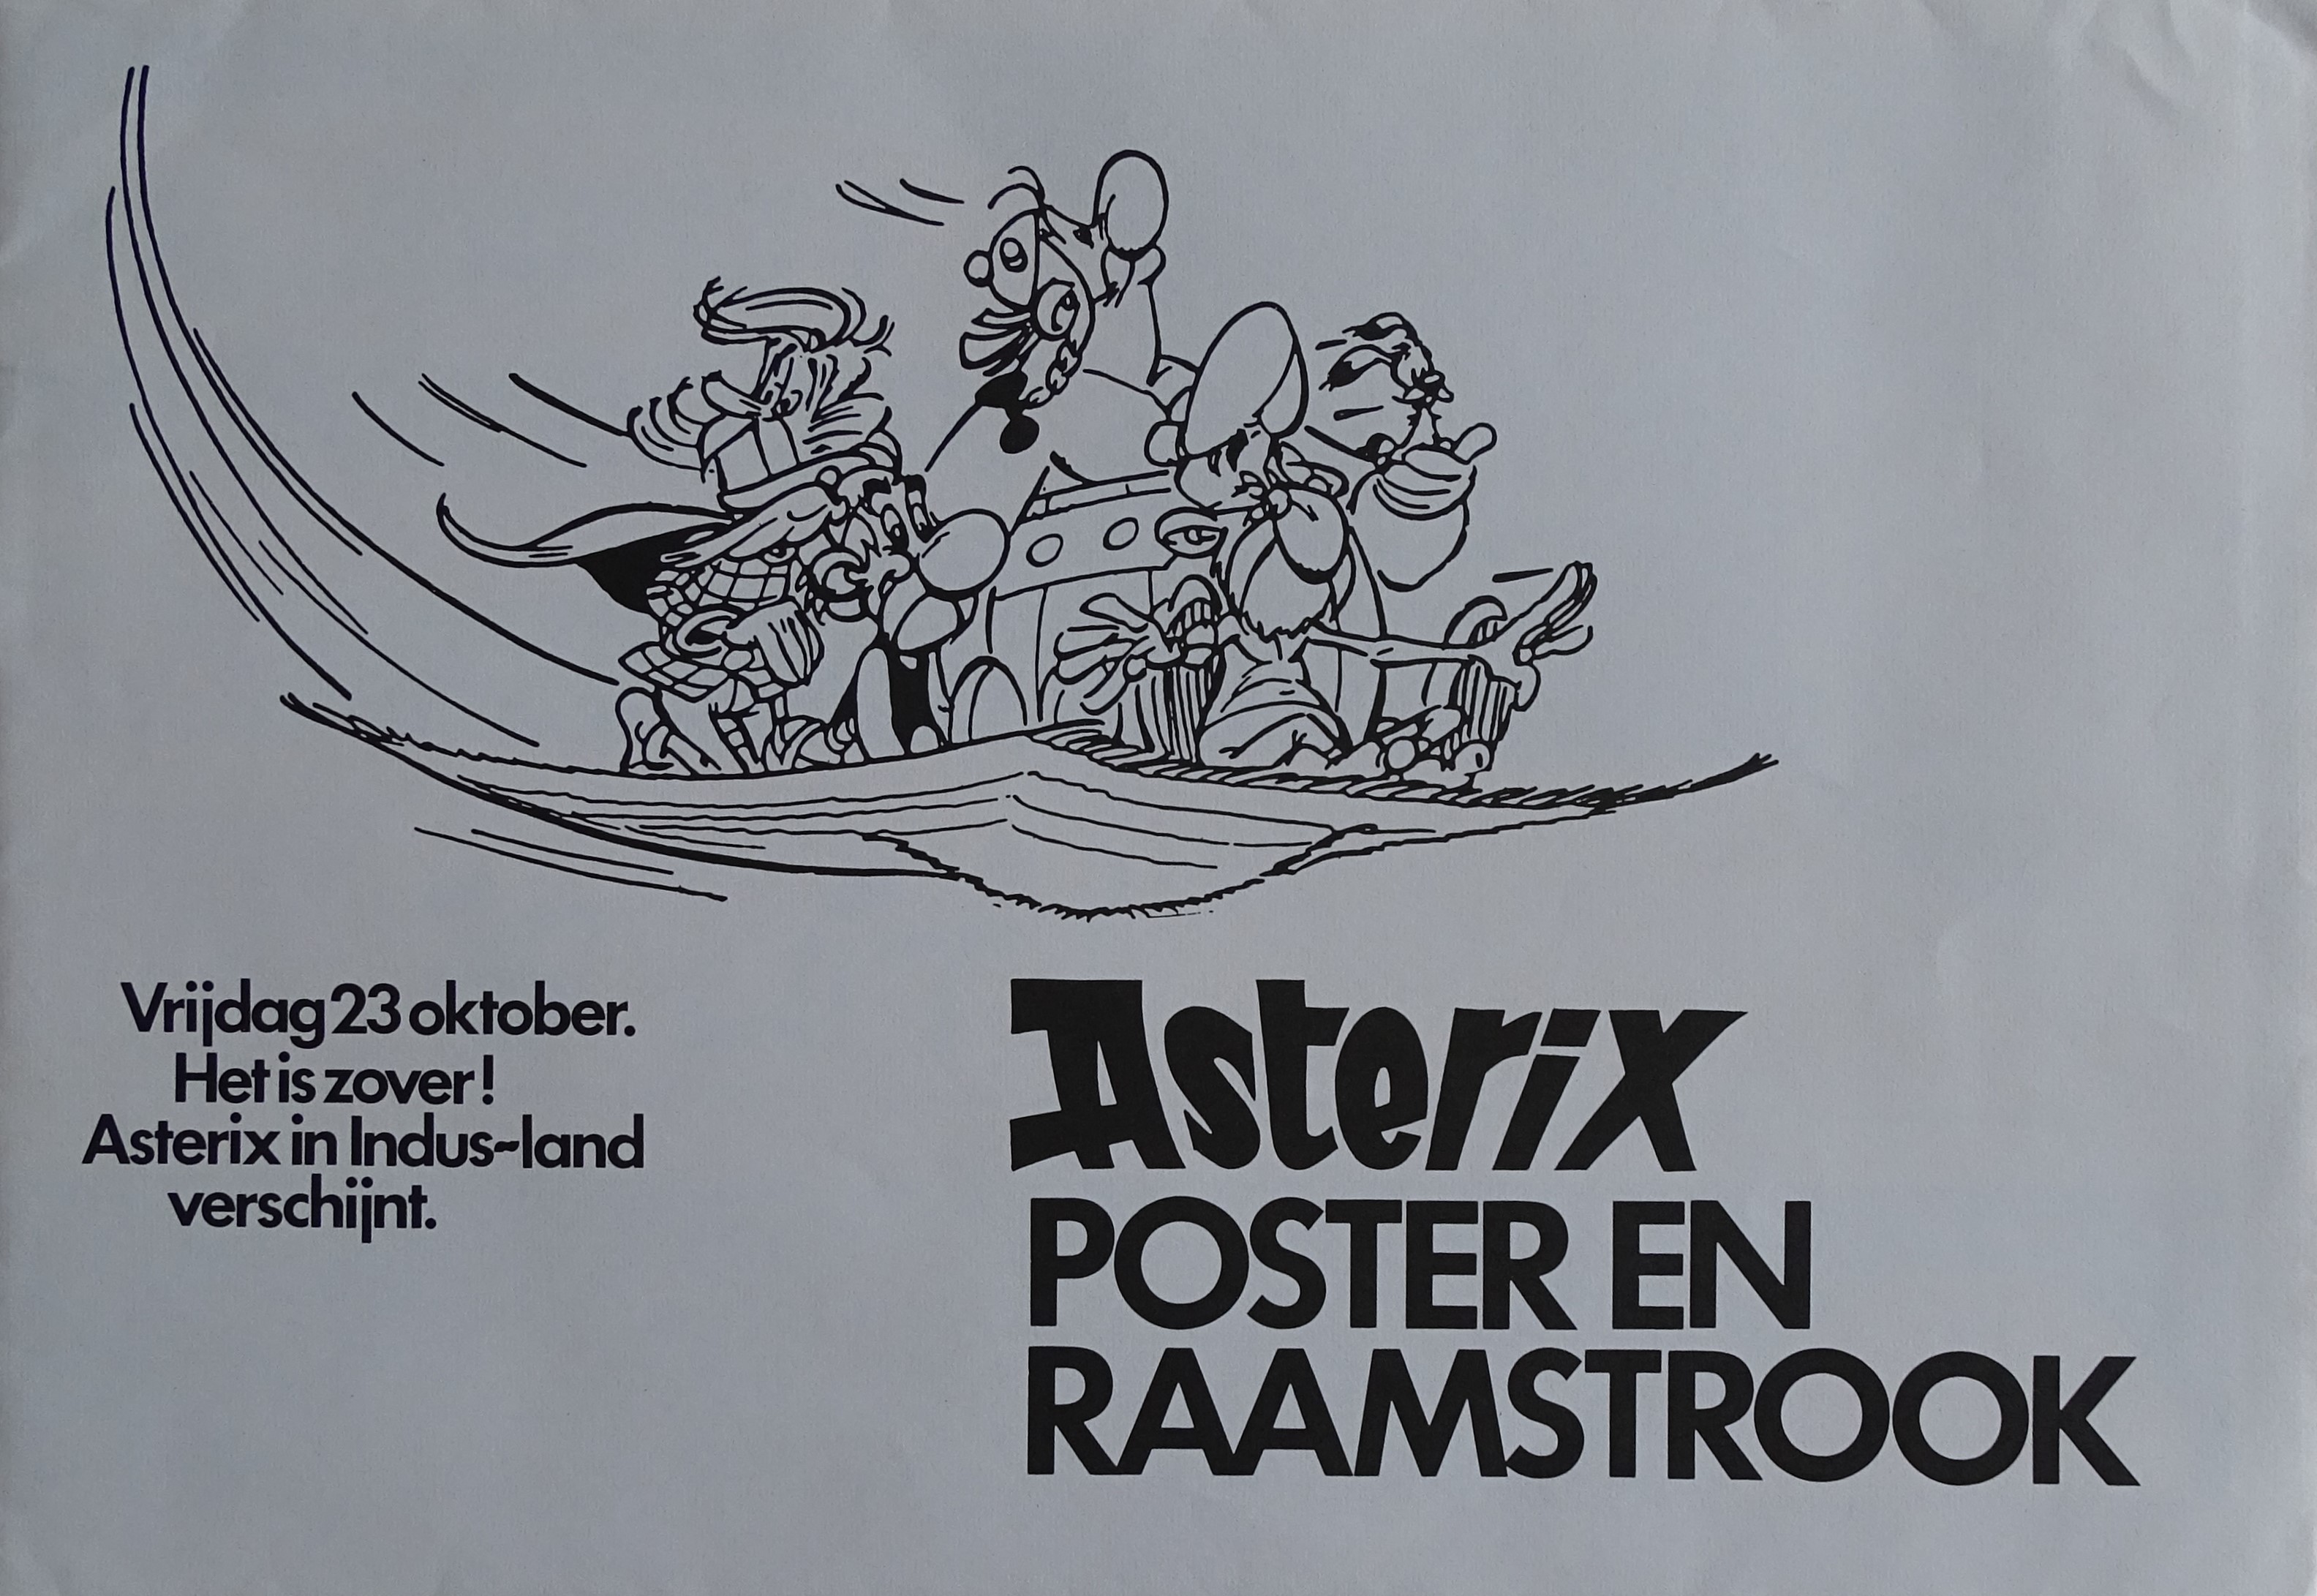 Vrijdag 23 oktober.
Het is zover!
Asterix in Indus-land
verschijnt.
Asterix
POSTER EN
RAAMSTROOK